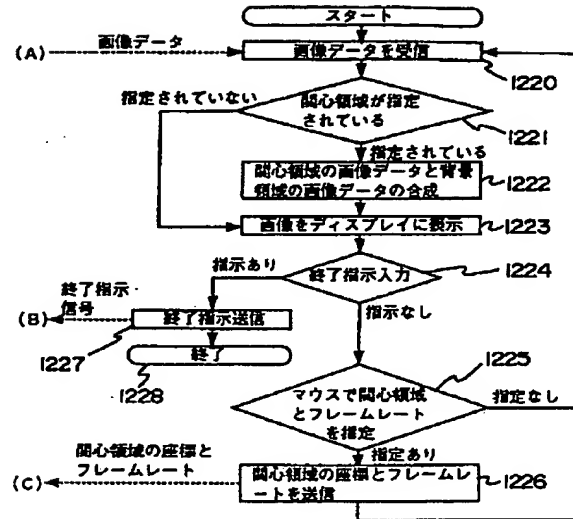 スタート
(A) 画像データ
画像データを受信
1220
指定されていない
関心領域が指定
されている
1221
指定されている
関心領域の画像データと背景
領域の画像データの合成
1222
画像をディスプレイに表示
1223
指示あり
終了指示入力
1224
終了指示
信号
(B)
終了指示送信
指示なし
1227
終了
1228
1225
マウスで関心領域
とフレームレート
を指定
指定なし
指定あり
関心領域の座標と
フレームレート
(C)
関心領域の座標とフレームレ
ートを送信
1226